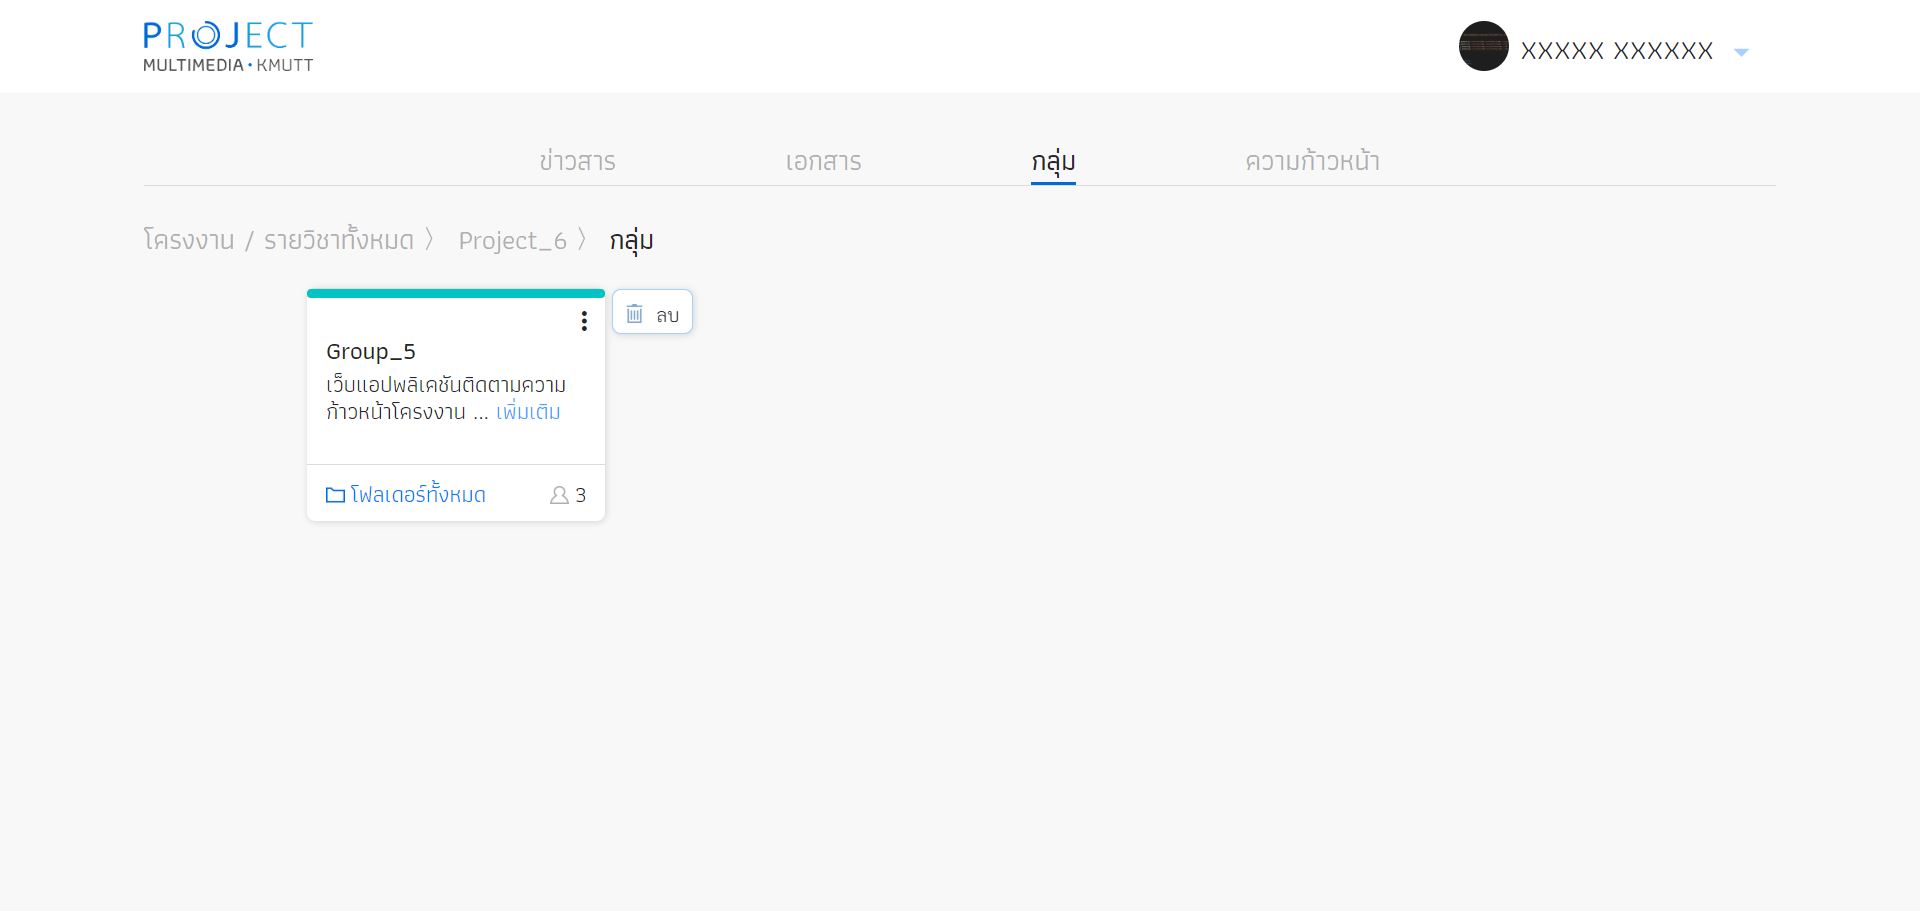 PROJECT
MULTIMEDIA • KMUTT
XXXXX XXXXXX
ข่าวสาร
เอกสาร
กลุ่ม
ความก้าวหน้า
โครงงาน / รายวิชาทั้งหมด 〉 Project_6 〉 กลุ่ม
ลบ
Group_5
เว็บแอปพลิเคชันติดตามความ
ก้าวหน้าโครงงาน ... เพิ่มเติม
โฟลเดอร์ทั้งหมด
3